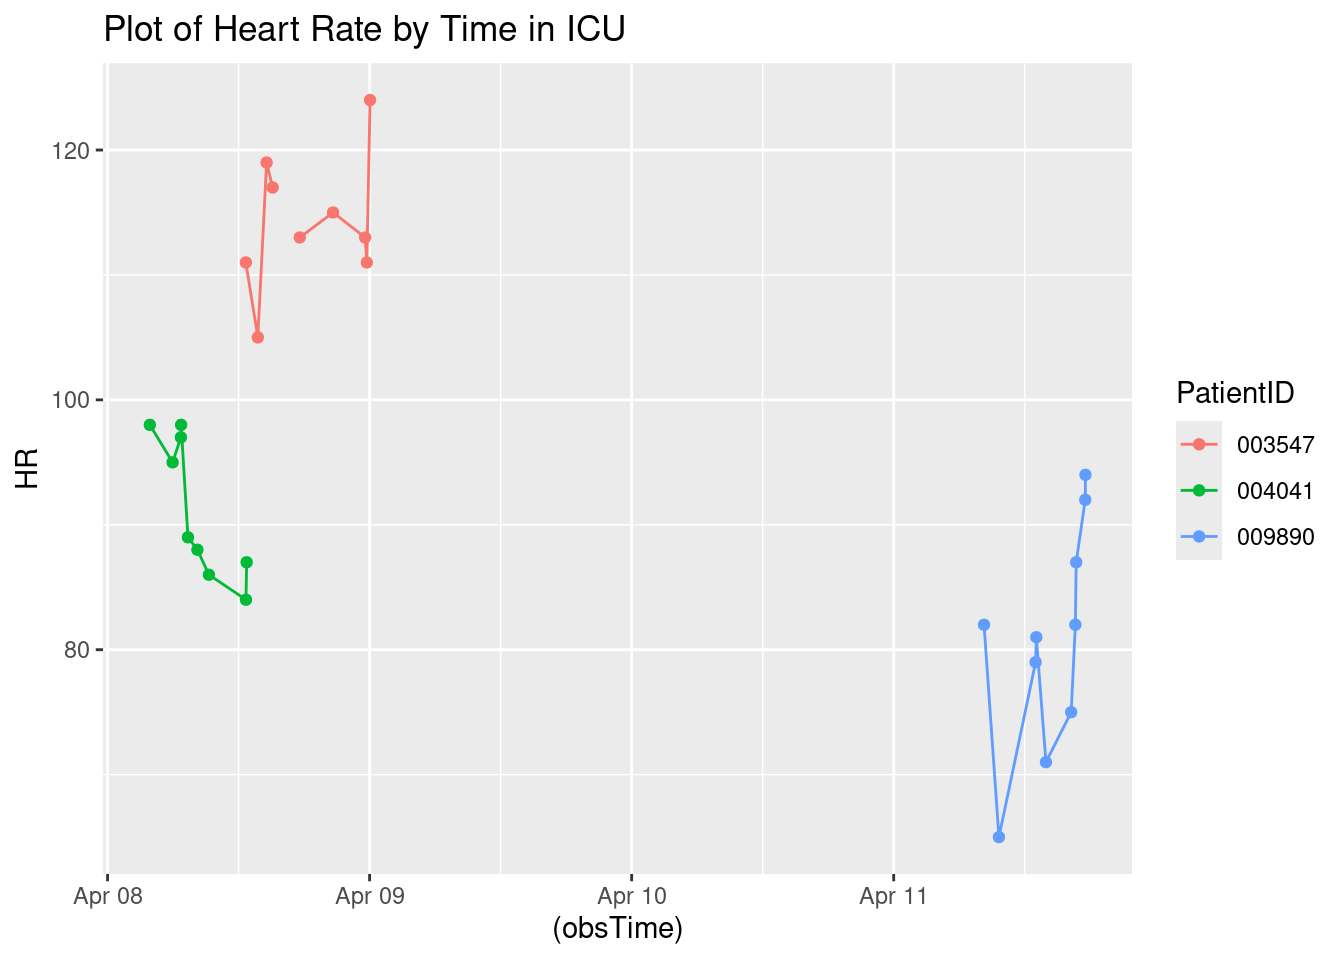 Plot of Heart Rate by Time in ICU
120
100
80
HR
Apr 08
Apr 09
Apr 10
Apr 11
(obsTime)
PatientID
003547
004041
009890